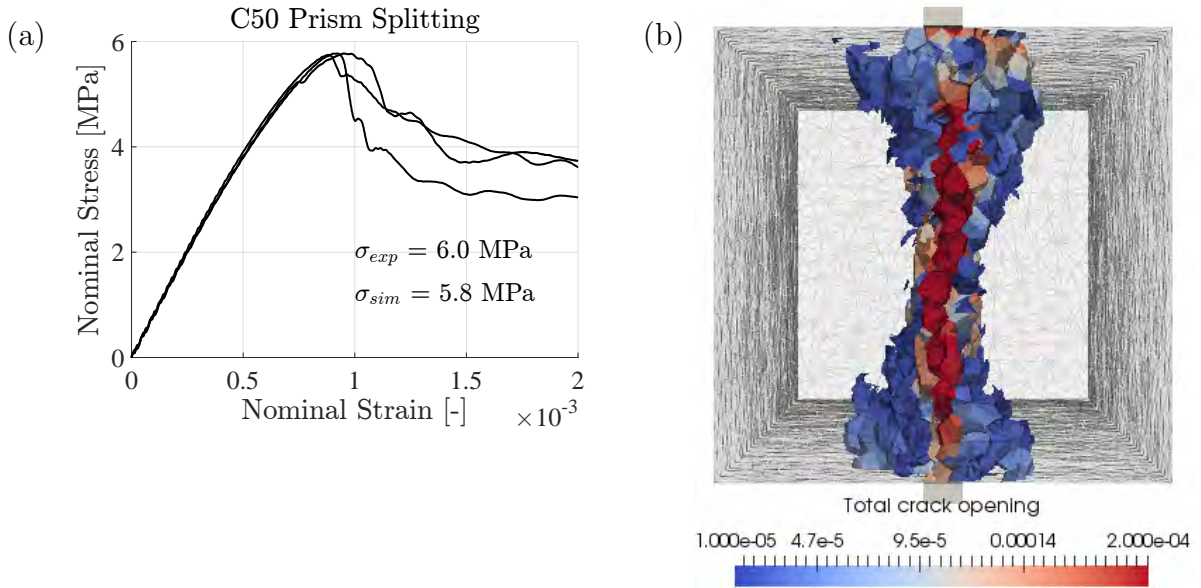 (a)
C50 Prism Splitting
Nominal Stress [MPa]
6
4
2
0
σexp = 6.0 MPa
σsim = 5.8 MPa
0 0.5 1 1.5 2
Nominal Strain [-] ×10-3
(b)
Total crack opening
1.000e-05 4.7e-5 9.5e-5 0.00014 2.000e-04